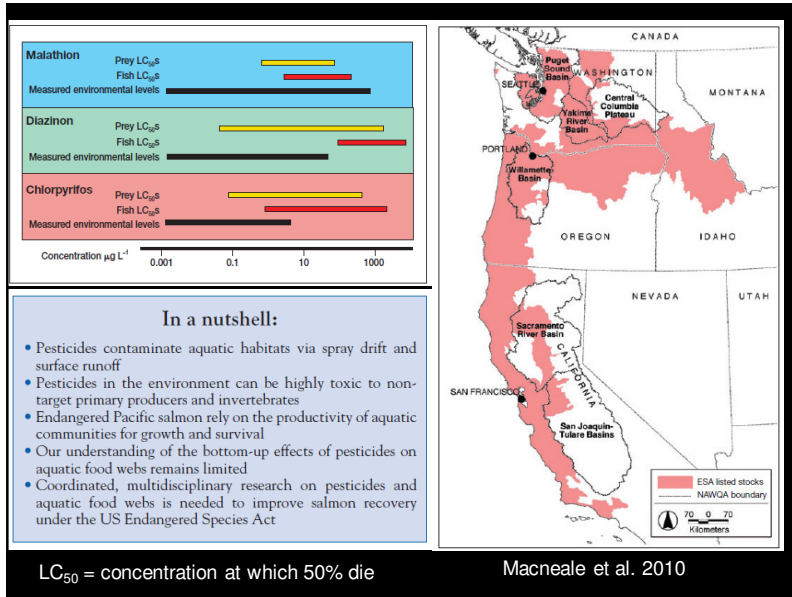 Malathion
Prey LC50s
Fish LC50s
Measured environmental levels
Diazinon
Prey LC50s
Fish LC50s
Measured environmental levels
Chlorpyrifos
Prey LC50s
Fish LC50s
Measured environmental levels
Concentration µg L-1
0.001 0.1 10 1000
In a nutshell:
• Pesticides contaminate aquatic habitats via spray drift and
surface runoff
• Pesticides in the environment can be highly toxic to non-
target primary producers and invertebrates
• Endangered Pacific salmon rely on the productivity of aquatic
communities for growth and survival
• Our understanding of the bottom-up effects of pesticides on
aquatic food webs remains limited
• Coordinated, multidisciplinary research on pesticides and
aquatic food webs is needed to improve salmon recovery
under the US Endangered Species Act
LC50 = concentration at which 50% die
CANADA
Puget
Sound
Basin
WASHINGTON
SEATTLE
MONTANA
Central
Columbia
Plateau
Yakima
River
Basin
PORTLAND
Willamette
Basin
OREGON
IDAHO
NEVADA
UTAH
Sacramento
River Basin
CALIFORNIA
SAN FRANCISCO
San Joaquin-
Tulare Basins
ESA listed stocks
NAWQA boundary
70 0 70
Kilometers
Macneale et al. 2010